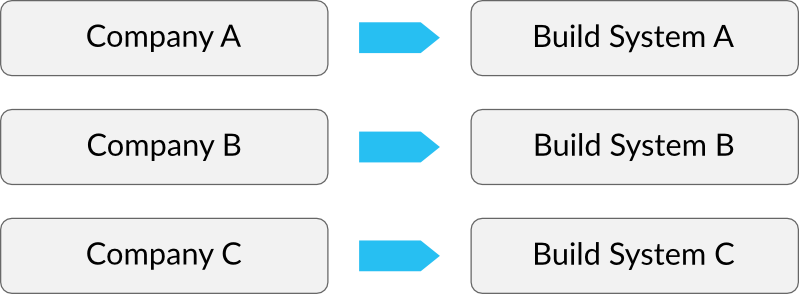 Company A
Build System A
Company B
Build System B
Company C
Build System C